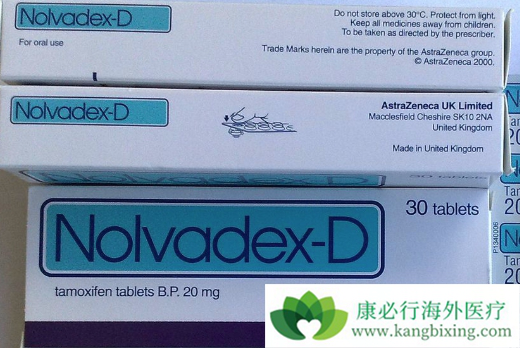 Nolvadex-D
For oral use
Do not store above 30°C. Protect from light.
Keep all medicines away from children.
To be taken as directed by the prescriber.
Trade Marks herein are the property of the AstraZeneca group.
© AstraZeneca 2000.
Nolvadex-D
AstraZeneca UK Limited
Macclesfield Cheshire SK10 2NA
United Kingdom
Made in United Kingdom
30 tablets
Nolvadex-D
30 tablets
tamoxifen tablets B.P. 20 mg
P1340006
康必行海外医疗
www.kangbixing.com